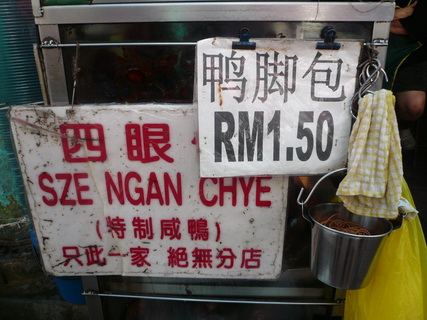 鸭脚包
RM1.50
四眼
SZE NGAN CHYE
(特制咸鴨)
只此一家 絕無分店